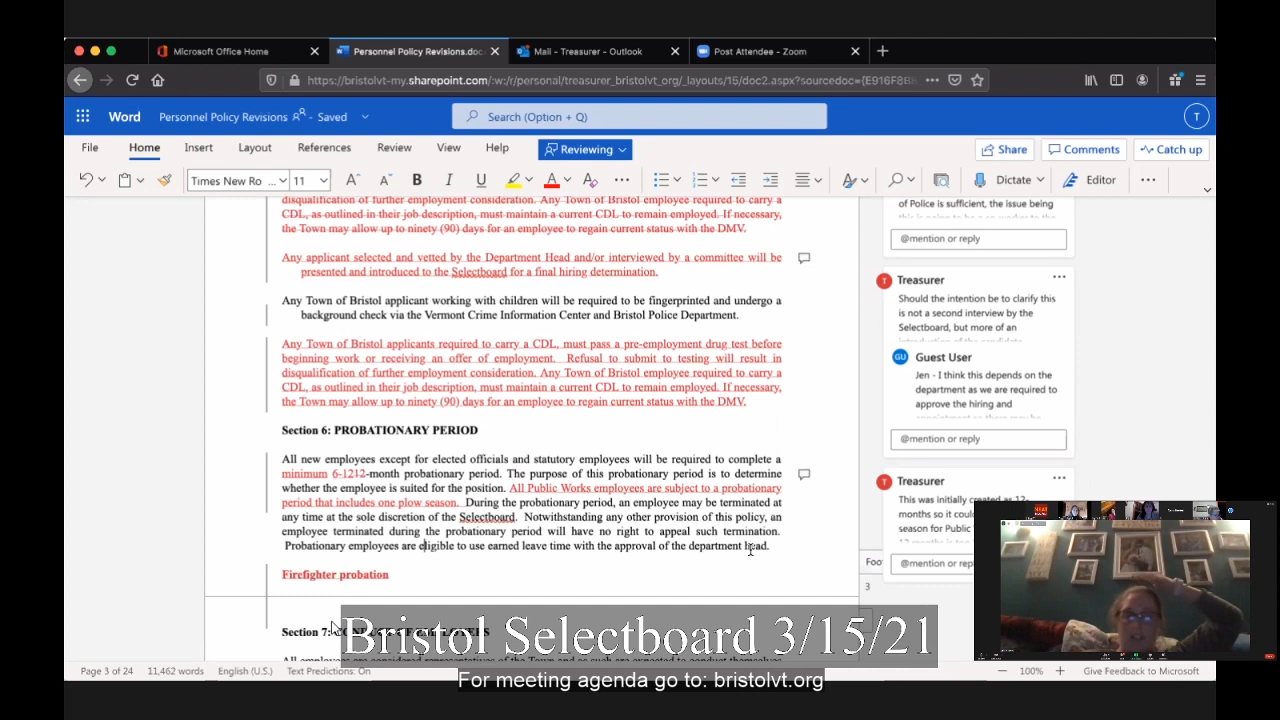 Microsoft Office Home
Personnel Policy Revisions.doc
Mail - Treasurer - Outlook
Post Attendee - Zoom
https://bristolvt-my.sharepoint.com/:w:/r/personal/treasurer_bristolvt_org/_layouts/15/doc2.aspx?sourcedoc={E916F8B8
Word
Personnel Policy Revisions - Saved
Search (Option + Q)
T
File Home Insert Layout References Review View Help Reviewing
Share Comments Catch up
Times New Ro ... 11 B I U A Dictate Editor
disqualification of further employment consideration. Any Town of Bristol employee required to carry a
CDL, as outlined in their job description, must maintain a current CDL to remain employed. If necessary,
the Town may allow up to ninety (90) days for an employee to regain current status with the DMV.
Any applicant selected and vetted by the Department Head and/or interviewed by a committee will be
presented and introduced to the Selectboard for a final hiring determination.
Any Town of Bristol applicant working with children will be required to be fingerprinted and undergo a
background check via the Vermont Crime Information Center and Bristol Police Department.
Any Town of Bristol applicants required to carry a CDL, must pass a pre-employment drug test before
beginning work or receiving an offer of employment. Refusal to submit to testing will result in
disqualification of further employment consideration. Any Town of Bristol employee required to carry a
CDL, as outlined in their job description, must maintain a current CDL to remain employed. If necessary,
the Town may allow up to ninety (90) days for an employee to regain current status with the DMV.
Section 6: PROBATIONARY PERIOD
All new employees except for elected officials and statutory employees will be required to complete a
minimum 6-1212-month probationary period. The purpose of this probationary period is to determine
whether the employee is suited for the position. All Public Works employees are subject to a probationary
period that includes one plow season. During the probationary period, an employee may be terminated at
any time at the sole discretion of the Selectboard. Notwithstanding any other provision of this policy, an
employee terminated during the probationary period will have no right to appeal such termination.
Probationary employees are eligible to use earned leave time with the approval of the department head.
Firefighter probation
Section 7:
of Police is sufficient, the issue being
@mention or reply
T Treasurer
Should the intention be to clarify this
is not a second interview by the
Selectboard, but more of an
introduction of the candidate
GU Guest User
Jen - I think this depends on the
department as we are required to
approve the hiring and
@mention or reply
T Treasurer
This was initially created as 12-
months so it coul
season for Public
@mention or rep
Foo
3
Bristol Selectboard 3/15/21
For meeting agenda go to: bristolvt.org
Page 3 of 24 11,462 words English (U.S.) Text Predictions: On
100% Give Feedback to Microsoft